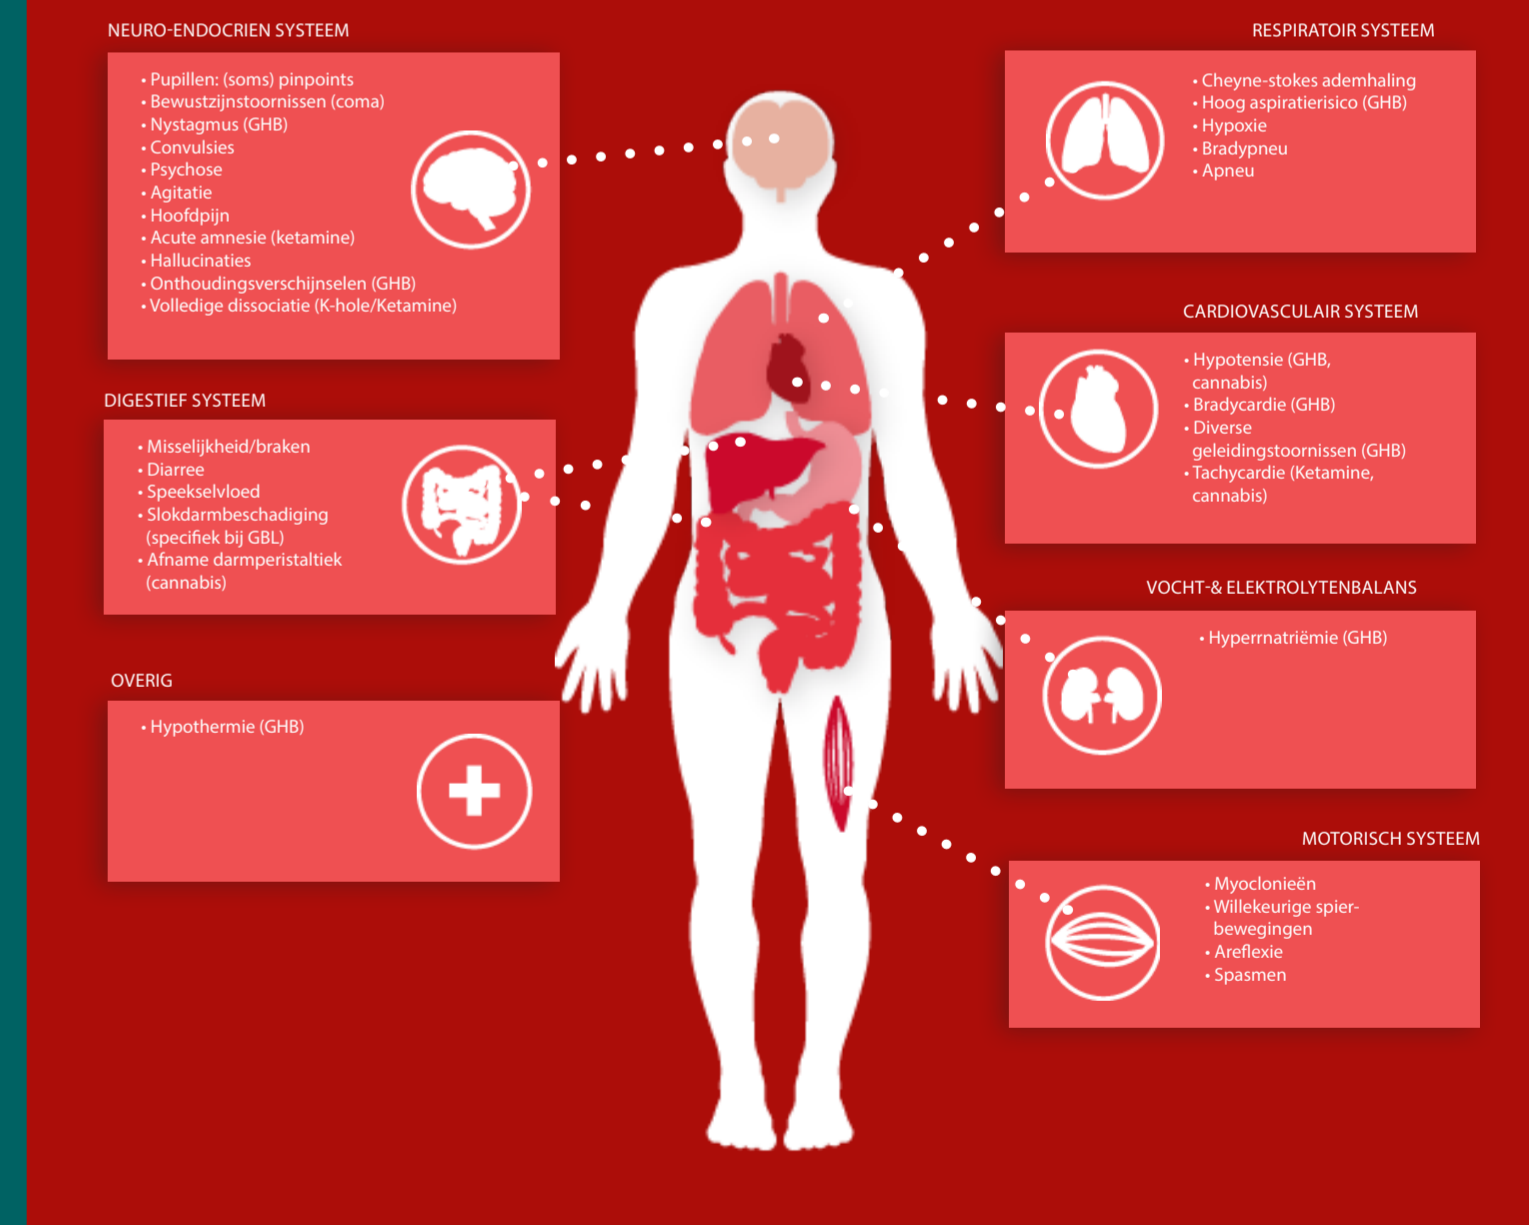 NEURO-ENDOCRIEN SYSTEEM
• Pupillen: (soms) pinpoints
• Bewustzijnstoornissen (coma)
• Nystagmus (GHB)
• Convulsies
• Psychose
• Agitatie
• Hoofdpijn
• Acute amnesie (ketamine)
• Hallucinaties
• Onthoudingsverschijnselen (GHB)
• Volledige dissociatie (K-hole/Ketamine)
DIGESTIEF SYSTEEM
• Misselijkheid/braken
• Diarree
• Speekselvloed
• Slokdarmbeschadiging
(specifiek bij GBL)
• Afname darmperistaltiek
(cannabis)
OVERIG
• Hypothermie (GHB)
RESPIRATOIR SYSTEEM
• Cheyne-stokes ademhaling
• Hoog aspiratierisico (GHB)
• Hypoxie
• Bradypneu
• Apneu
CARDIOVASCULAIR SYSTEEM
• Hypotensie (GHB,
cannabis)
• Bradycardie (GHB)
• Diverse
geleidingstoornissen (GHB)
• Tachycardie (Ketamine,
cannabis)
VOCHT-& ELEKTROLYTENBALANS
• Hyperrnatriëmie (GHB)
MOTORISCH SYSTEEM
• Myoclonieën
• Willekeurige spier-
bewegingen
• Areflexie
• Spasmen